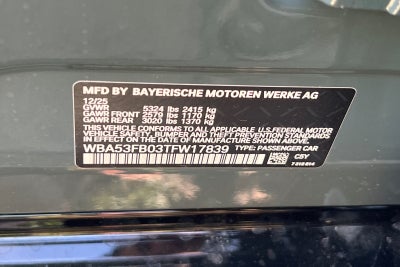 MFD BY BAYERISCHE MOTOREN WERKE AG
12/25
GVWR 5324 lbs 2415 kg
GAWR FRONT 2579 lbs 1170 kg
GAWR REAR 3020 lbs 1370 kg
THIS VEHICLE CONFORMS TO ALL APPLICABLE U.S.FEDERAL MOTOR
VEHICLE SAFETY, BUMPER, AND THEFT PREVENTION STANDARDS
IN EFFECT ON THE DATE OF MANUFACTURE SHOWN ABOVE.
WBA53FB03TFW17839 TYPE: PASSENGER CAR
C5Y